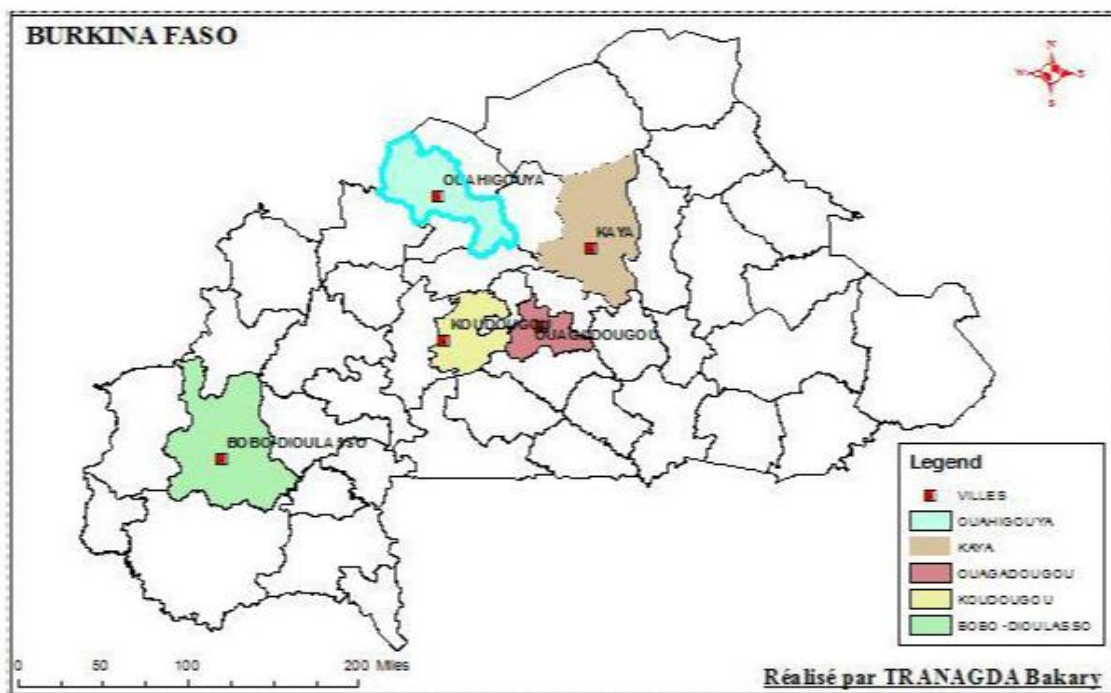 BURKINA FASO
N
W
S
S
OUAHIGOUYA
KAYA
KOUDOUGOU
OUAGADOUGOU
BOBO-DIOULASSO
Legend
VILLES
OUAHIGOUYA
KAYA
OUAGADOUGOU
KOUDOUGOU
BOBO-DIOULASSO
0 50 100 200 Miles
Réalisé par TRANAGDA Bakary